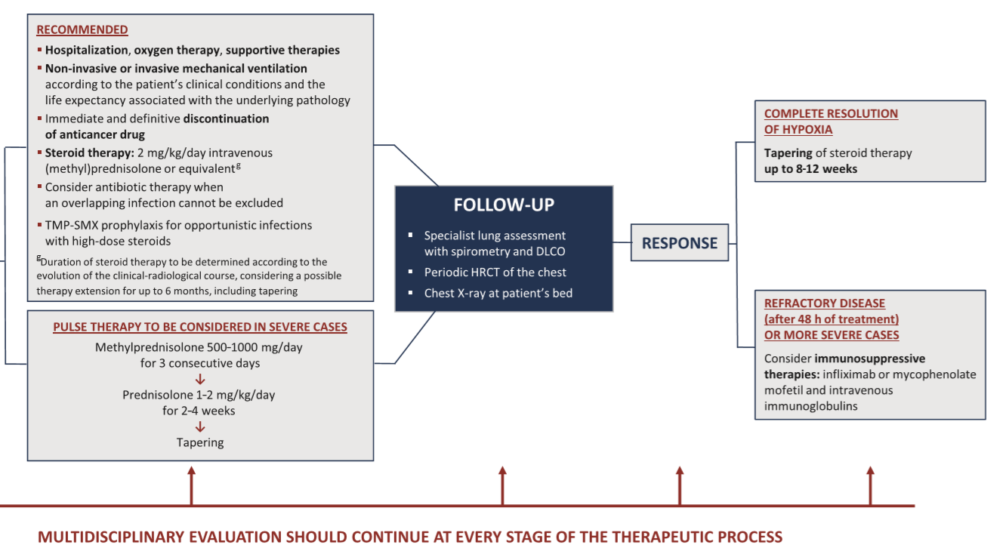 RECOMMENDED
▪ Hospitalization, oxygen therapy, supportive therapies
▪ Non-invasive or invasive mechanical ventilation
according to the patient’s clinical conditions and the
life expectancy associated with the underlying pathology
▪ Immediate and definitive discontinuation
of anticancer drug
▪ Steroid therapy: 2 mg/kg/day intravenous
(methyl)prednisolone or equivalentᵍ
▪ Consider antibiotic therapy when
an overlapping infection cannot be excluded
▪ TMP-SMX prophylaxis for opportunistic infections
with high-dose steroids
ᵍDuration of steroid therapy to be determined according to the
evolution of the clinical-radiological course, considering a possible
therapy extension for up to 6 months, including tapering
PULSE THERAPY TO BE CONSIDERED IN SEVERE CASES
Methylprednisolone 500-1000 mg/day
for 3 consecutive days
↓
Prednisolone 1-2 mg/kg/day
for 2-4 weeks
↓
Tapering
FOLLOW-UP
▪ Specialist lung assessment
with spirometry and DLCO
▪ Periodic HRCT of the chest
▪ Chest X-ray at patient’s bed
RESPONSE
COMPLETE RESOLUTION
OF HYPOXIA
Tapering of steroid therapy
up to 8-12 weeks
REFRACTORY DISEASE
(after 48 h of treatment)
OR MORE SEVERE CASES
Consider immunosuppressive
therapies: infliximab or mycophenolate
mofetil and intravenous
immunoglobulins
MULTIDISCIPLINARY EVALUATION SHOULD CONTINUE AT EVERY STAGE OF THE THERAPEUTIC PROCESS